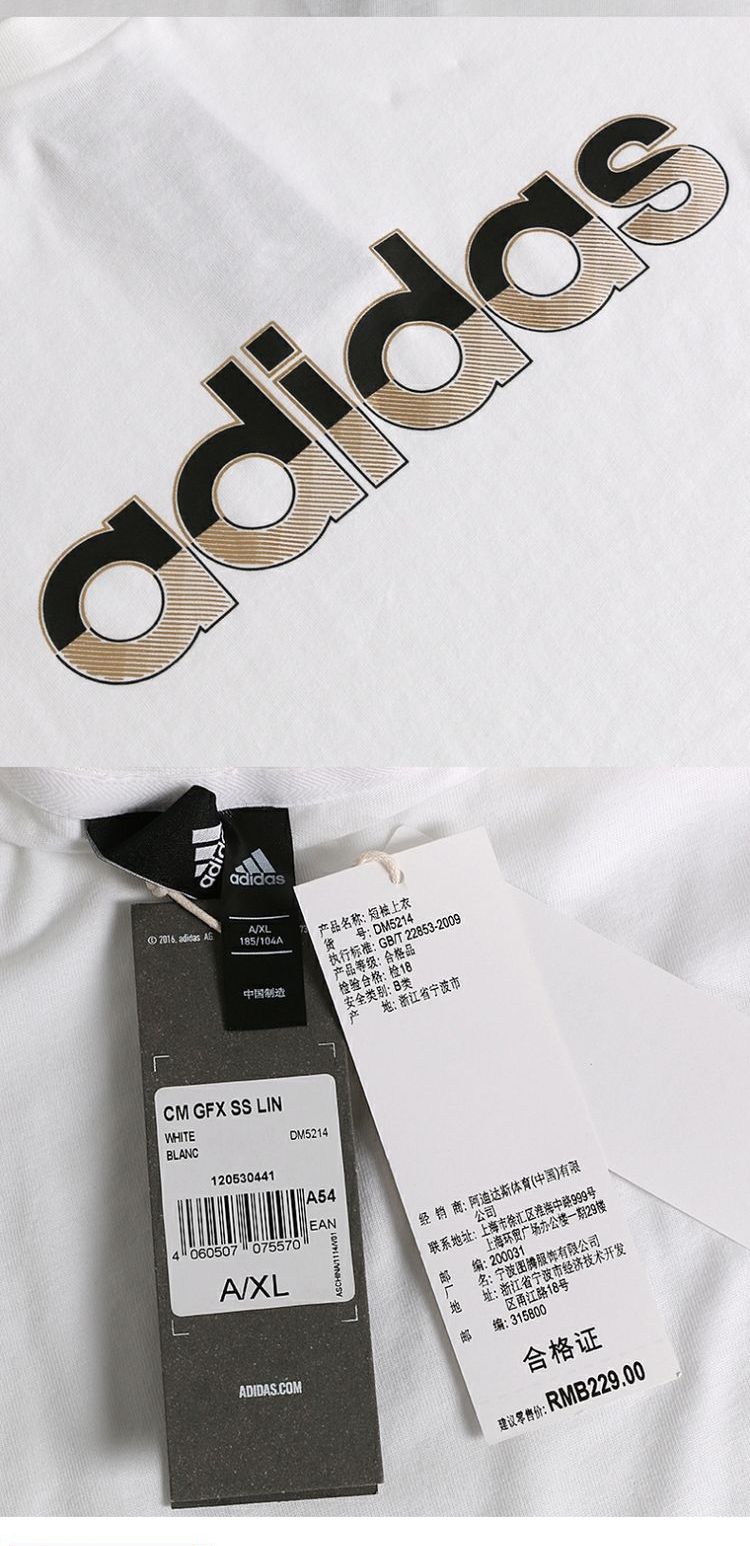 adidas
adidas
adidas
A/XL
185/104A
中国制造
© 2016. adidas AG.
CM GFX SS LIN
WHITE DM5214
BLANC
120530441
A54
EAN
4 060507 075570
A/XL
ASCHINA/1114/01
ADIDAS.COM
产品名称: 短袖上衣
货 号: DM5214
执行标准: GB/T 22853-2009
产品等级: 合格品
检验合格: 检18
安全类别: B类
产 地: 浙江省宁波市
经 销 商: 阿迪达斯体育(中国)有限
公司
联系地址: 上海市徐汇区淮海中路999号
上海环贸广场办公楼一期29楼
邮 编: 200031
厂 名: 宁波图腾服饰有限公司
地 址: 浙江省宁波市经济技术开发
区甬江路18号
邮 编: 315800
合格证
建议零售价: RMB229.00